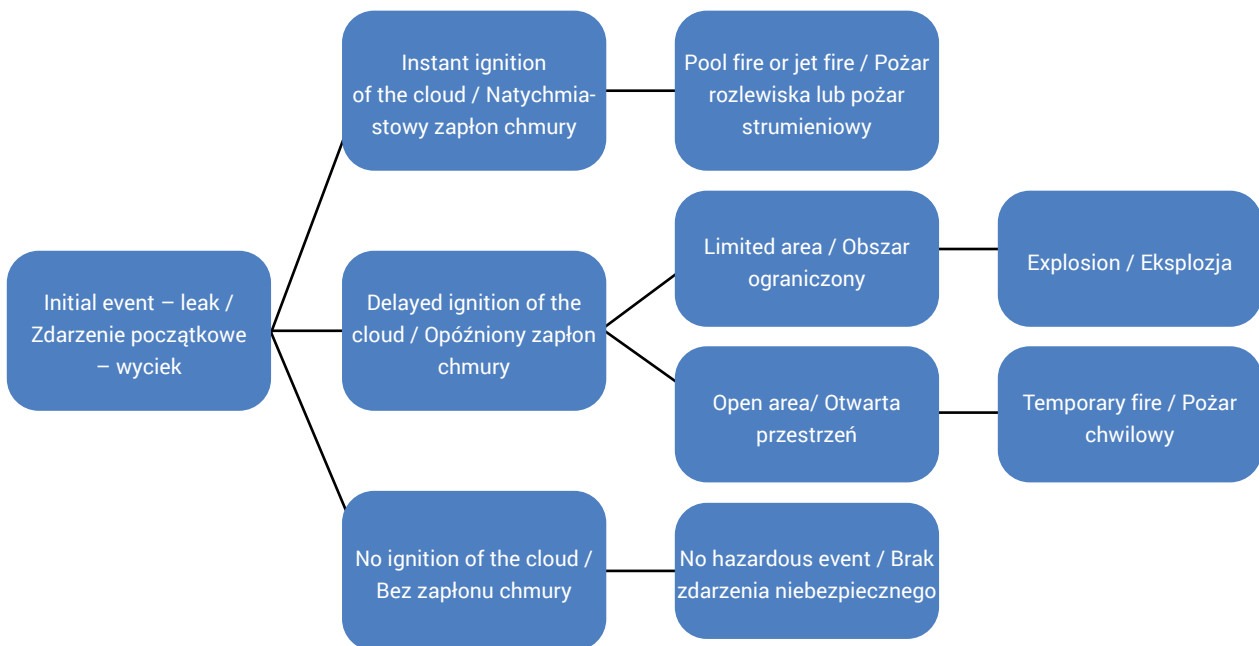 Instant ignition
of the cloud / Natychmia-
stowy zapłon chmury
Pool fire or jet fire / Pożar
rozlewiska lub pożar
strumieniowy
Initial event – leak /
Zdarzenie początkowe
– wyciek
Delayed ignition of the
cloud / Opóźniony zapłon
chmury
Limited area / Obszar
ograniczony
Explosion / Eksplozja
Open area/ Otwarta
przestrzeń
Temporary fire / Pożar
chwilowy
No ignition of the cloud /
Bez zapłonu chmury
No hazardous event / Brak
zdarzenia niebezpiecznego